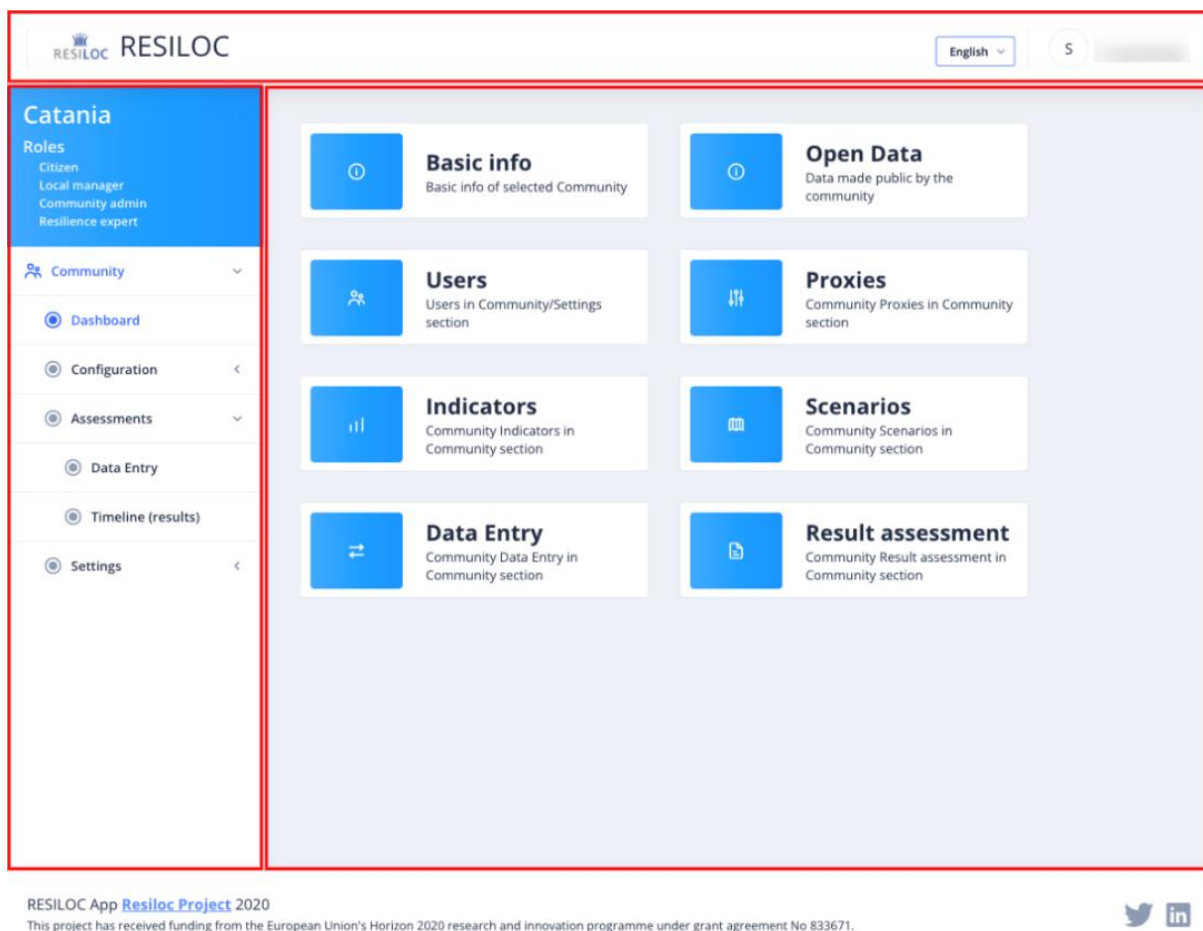 RESILOC RESILOC
English
S
Catania
Roles
Citizen
Local manager
Community admin
Resilience expert
Community
Dashboard
Configuration
Assessments
Data Entry
Timeline (results)
Settings
Basic info
Basic info of selected Community
Open Data
Data made public by the
community
Users
Users in Community/Settings
section
Proxies
Community Proxies in Community
section
Indicators
Community Indicators in
Community section
Scenarios
Community Scenarios in
Community section
Data Entry
Community Data Entry in
Community section
Result assessment
Community Result assessment in
Community section
RESILOC App Resiloc Project 2020
This project has received funding from the European Union's Horizon 2020 research and innovation programme under grant agreement No 833671.
in